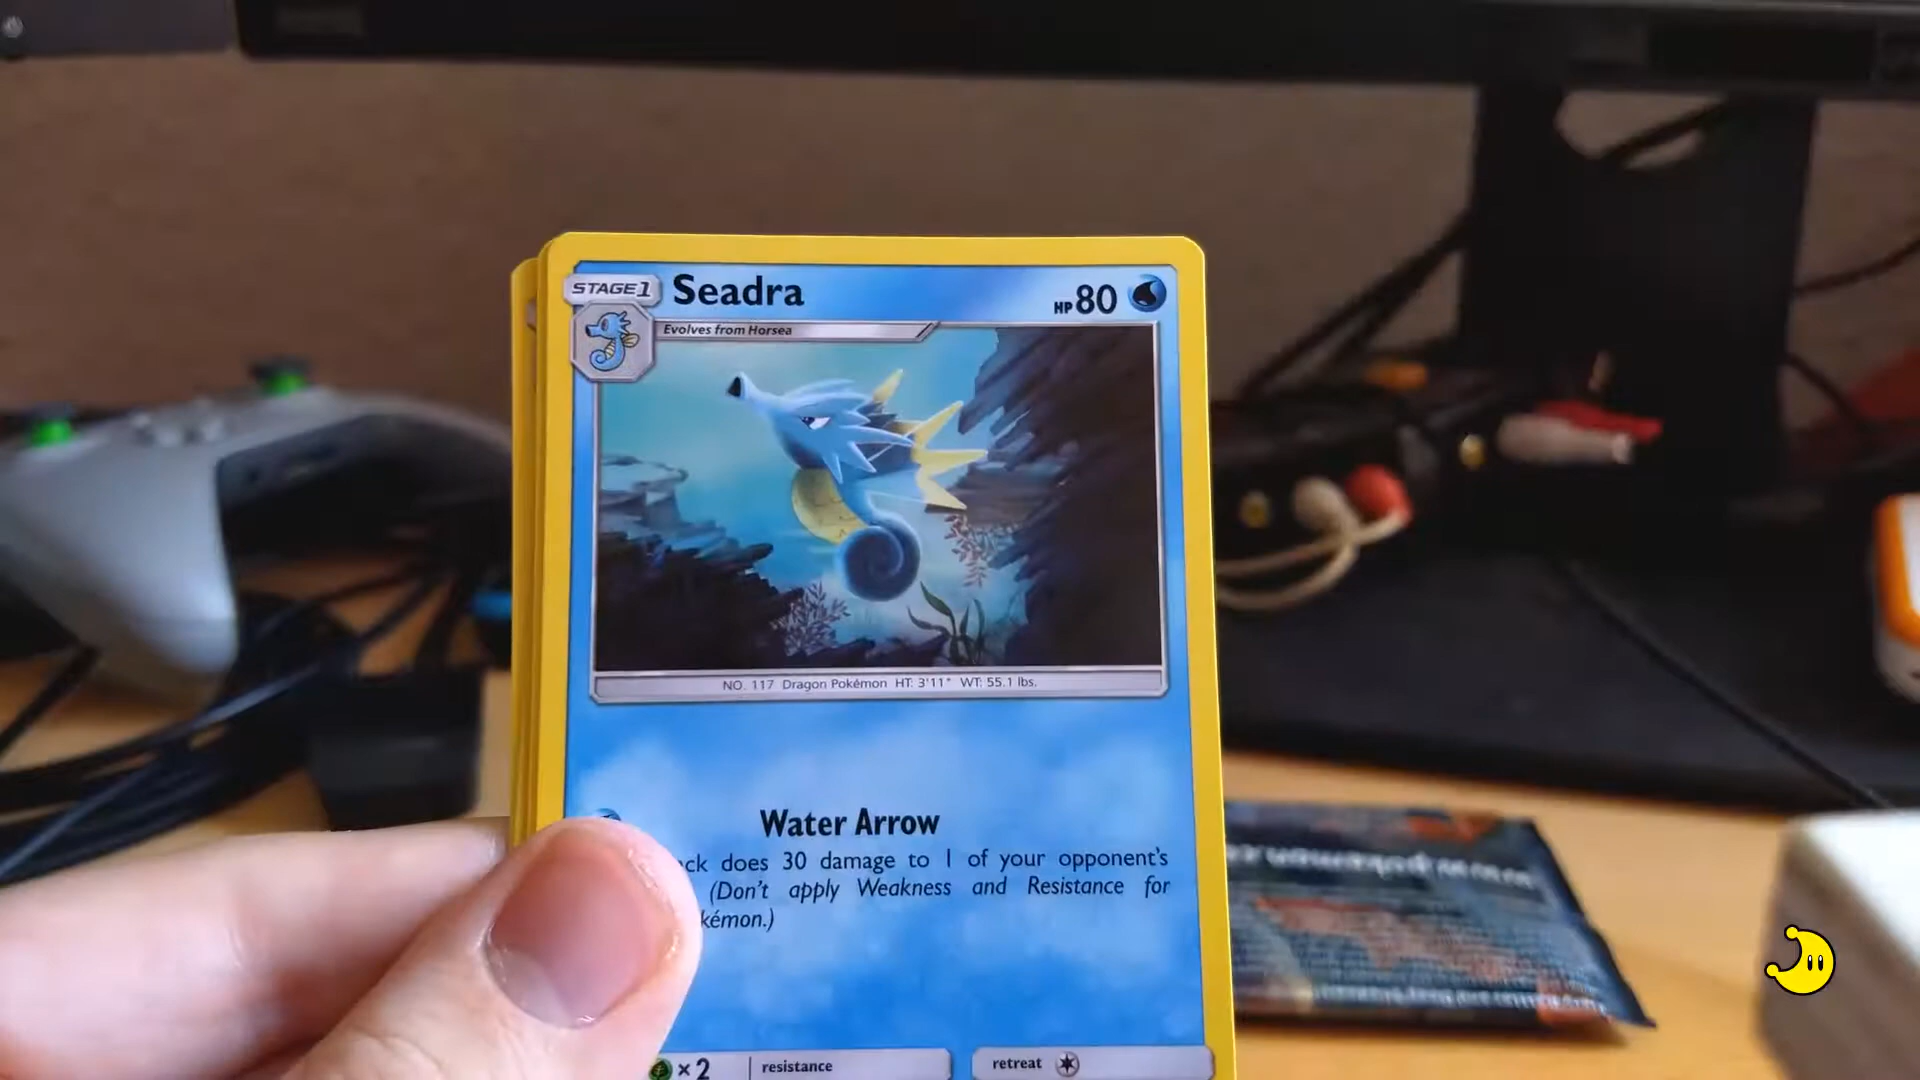 STAGE1
Seadra
HP 80
Evolves from Horsea
NO. 117 Dragon Pokémon HT: 3'11" WT: 55.1 lbs.
Water Arrow
ck does 30 damage to 1 of your opponent's
(Don't apply Weakness and Resistance for
kémon.)
×2
resistance
retreat